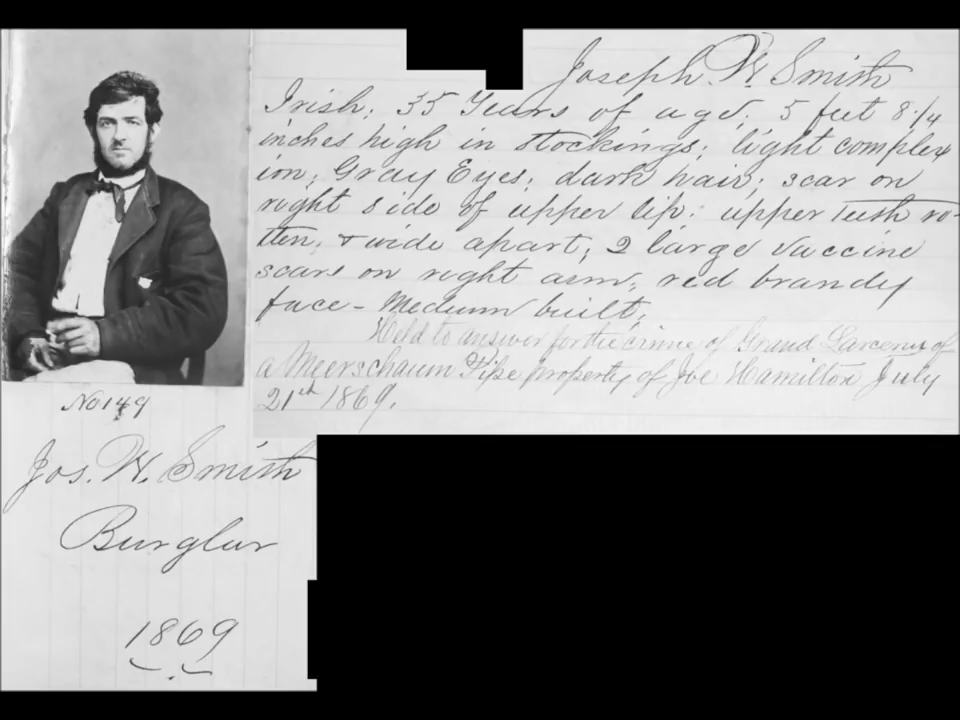 Joseph W. Smith
Irish; 35 Years of age; 5 feet 8 1/4
inches high in stockings; light complex
ion; Gray Eyes; dark hair; scar on
right side of upper lip; upper teeth ro-
tten, & wide apart; 2 large vaccine
scars on right arm; red brandy
face - Medium built;
Held to answer for the crime of Grand Larceny of
a Meerschaum Pipe property of Joe Hamilton July
21st 1869.
No 149
Jos. W. Smith
Burglar
1869